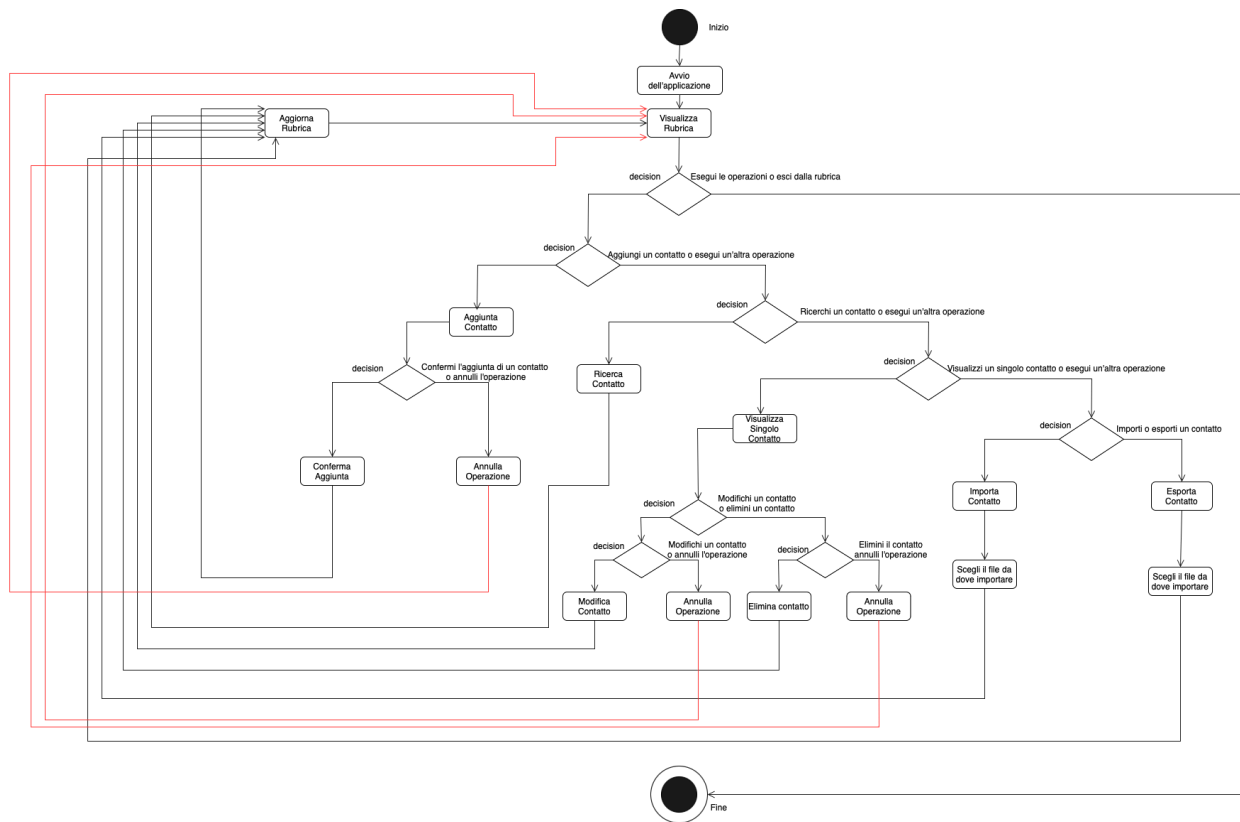 Inizio
Avvio
dell'applicazione
Aggiorna
Rubrica
Visualizza
Rubrica
decision
Esegui le operazioni o esci dalla rubrica
decision
Aggiungi un contatto o esegui un'altra operazione
decision
Ricerchi un contatto o esegui un'altra operazione
Aggiunta
Contatto
decision
Confermi l'aggiunta di un contatto
o annulli l'operazione
Ricerca
Contatto
decision
Visualizzi un singolo contatto o esegui un'altra operazione
Visualizza
Singolo
Contatto
decision
Importi o esporti un contatto
Conferma
Aggiunta
Annulla
Operazione
Importa
Contatto
Esporta
Contatto
decision
Modifichi un contatto
o elimini un contatto
decision
Modifichi un contatto
o annulli l'operazione
decision
Elimini il contatto
annulli l'operazione
Scegli il file da
dove importare
Scegli il file da
dove importare
Modifica
Contatto
Annulla
Operazione
Elimina contatto
Annulla
Operazione
Fine